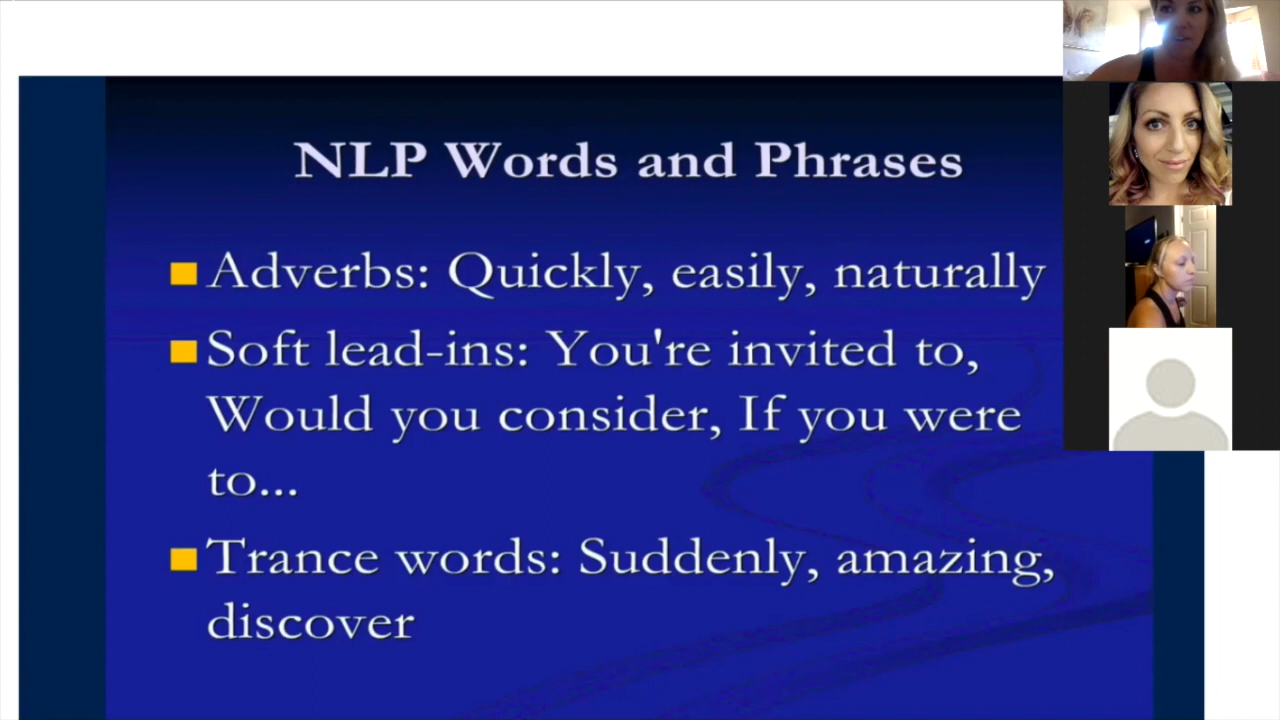 NLP Words and Phrases
Adverbs: Quickly, easily, naturally
Soft lead-ins: You're invited to,
Would you consider, If you were
to...
Trance words: Suddenly, amazing,
discover